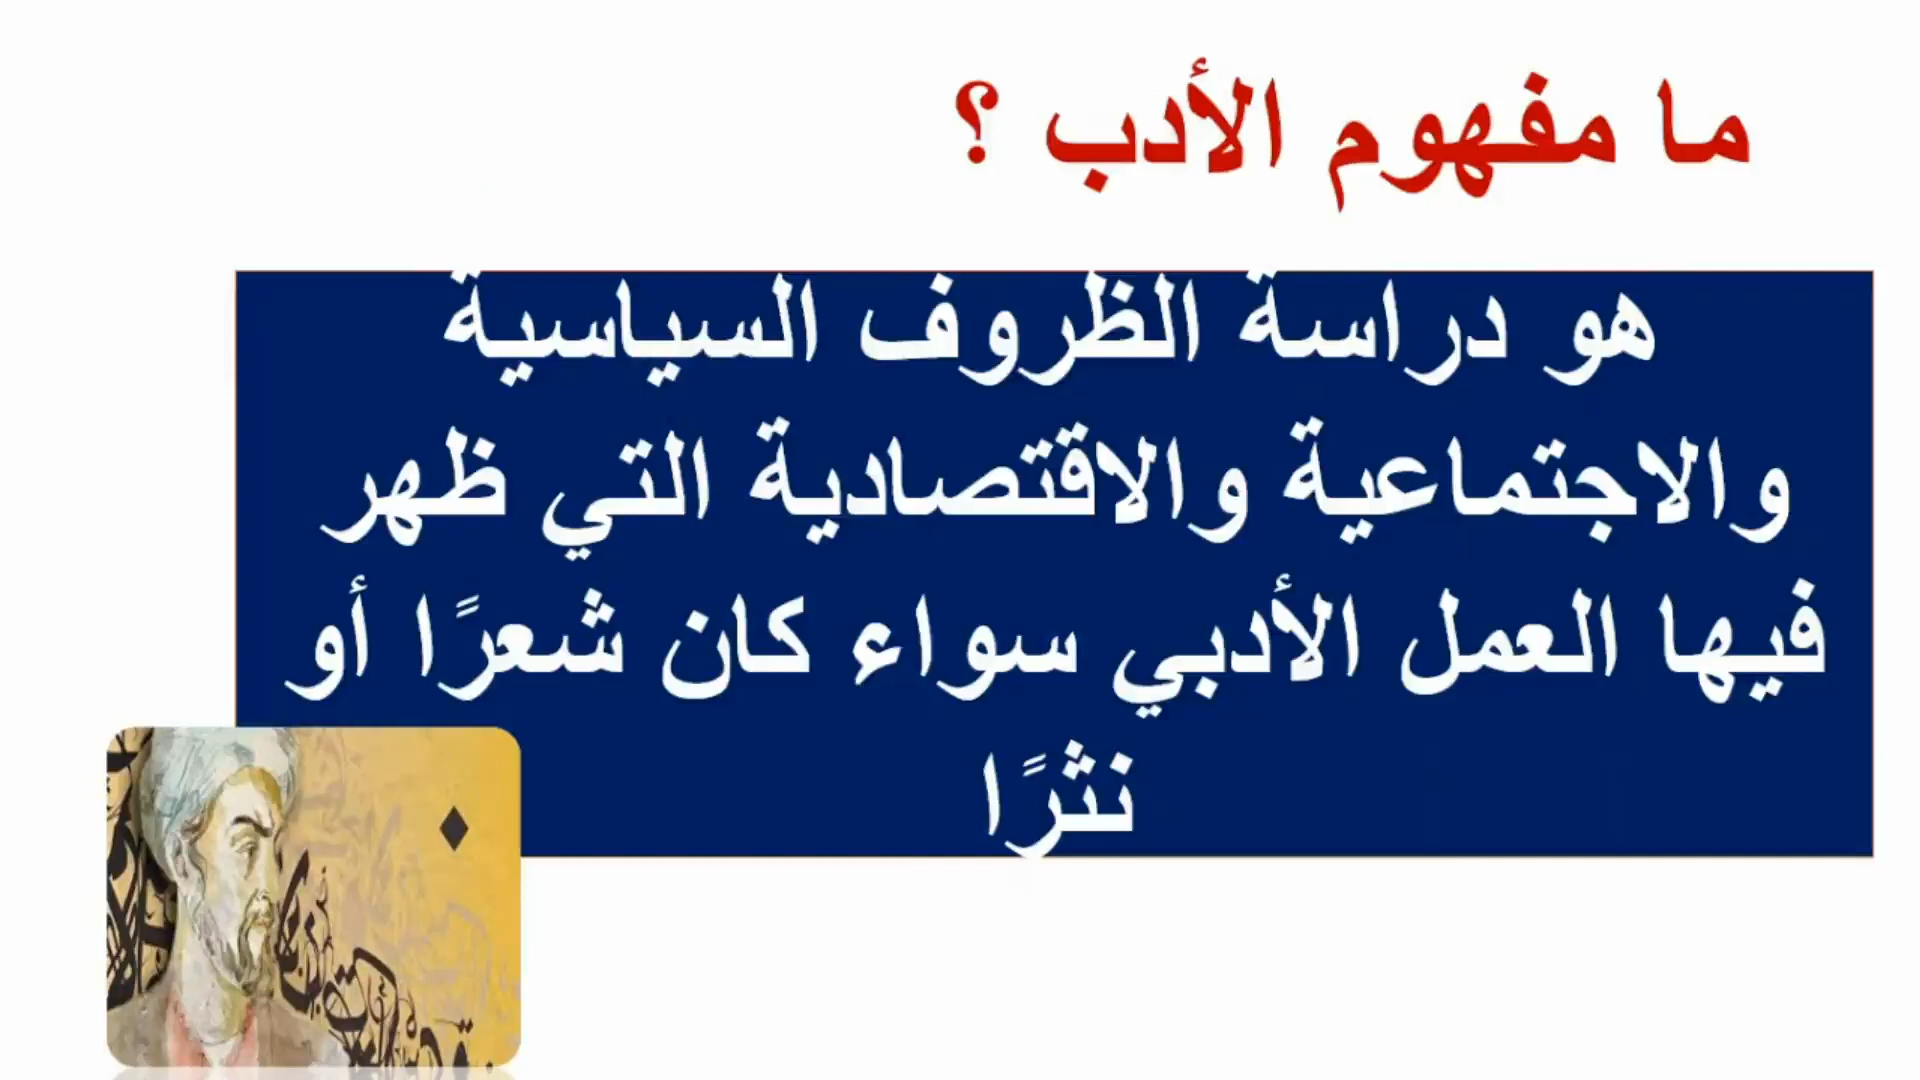 ما مفهوم الأدب ؟
هو دراسة الظروف السياسية
والاجتماعية والاقتصادية التي ظهر
فيها العمل الأدبي سواء كان شعرًا أو
نثرًا